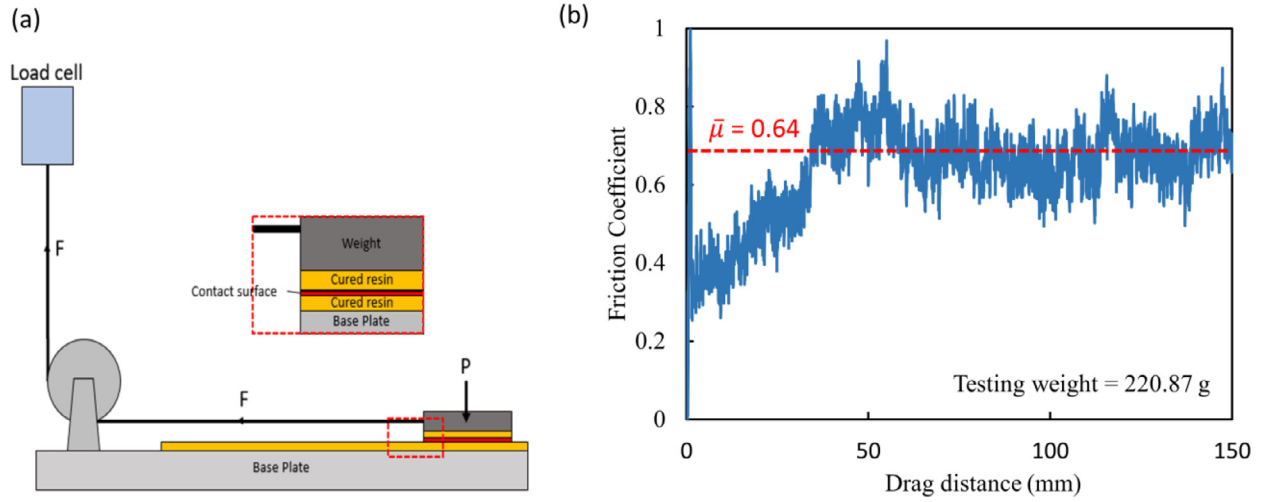 (a)
Load cell
F
Weight
Cured resin
Contact surface
Cured resin
Base Plate
P
F
Base Plate
(b)
1
0.8
0.6
0.4
0.2
0
Friction Coefficient
μ̄ = 0.64
Testing weight = 220.87 g
0 50 100 150
Drag distance (mm)